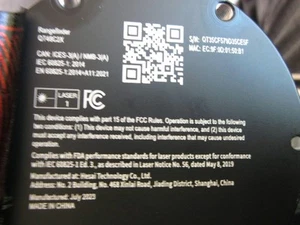 Rangefinder
QT48C2X
CAN: ICES-3(A) / NMB-3(A)
IEC 60825-1: 2014
EN 60825-1:2014+A11:2021
LASER
1
FC
This device complies with part 15 of the FCC Rules. Operation is subject to the following
two conditions: (1) This device may not cause harmful interference, and (2) this device
must accept any interference received, including interference that may cause undesired
operation.
Complies with FDA performance standards for laser products except for conformance
with IEC 60825-1 Ed. 3., as described in Laser Notice No. 56, dated May 8, 2019
Manufactured at: Hesai Technology Co., Ltd.
Address: No. 2 Building, No. 468 Xinlai Road, Jiading District, Shanghai, China
Manufactured: July 2023
MADE IN CHINA
S/N:
MAC: EC:9F:0D: